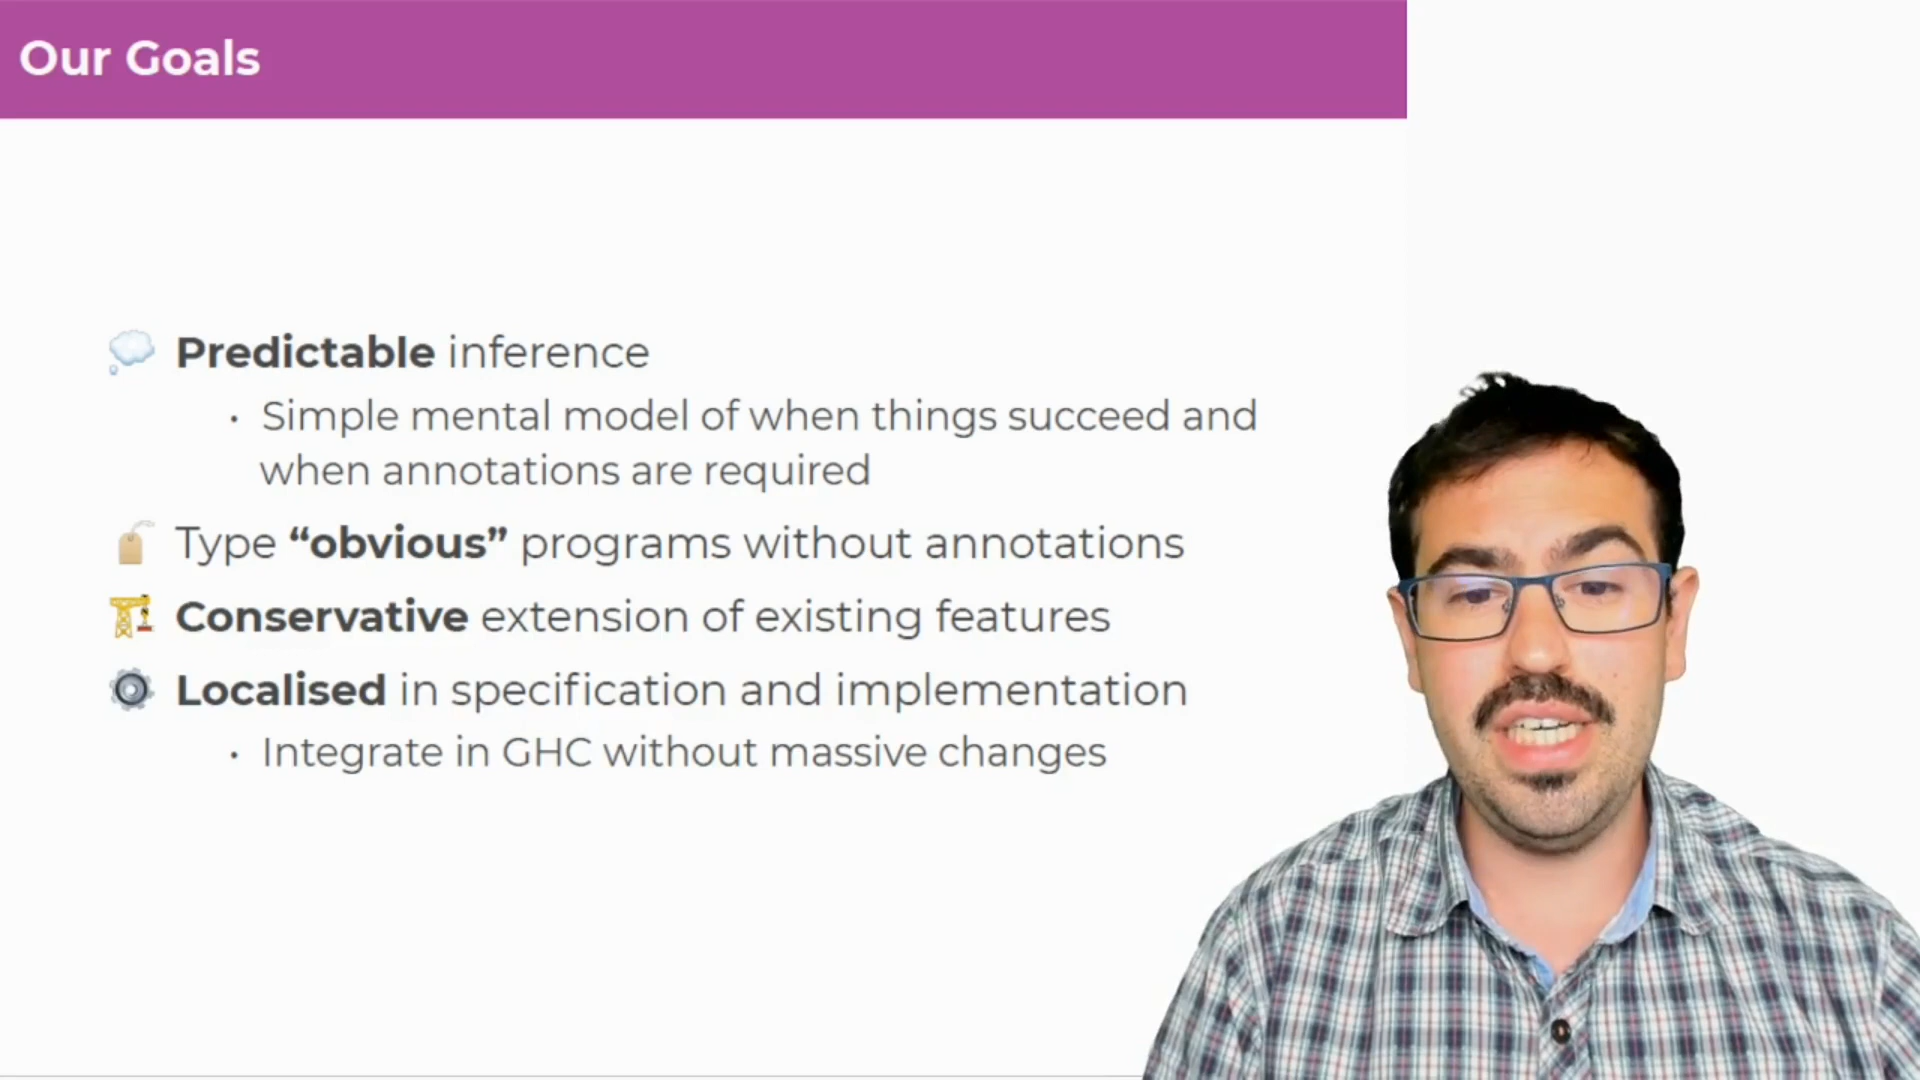 Our Goals
Predictable inference
• Simple mental model of when things succeed and
when annotations are required
Type “obvious” programs without annotations
Conservative extension of existing features
Localised in specification and implementation
• Integrate in GHC without massive changes